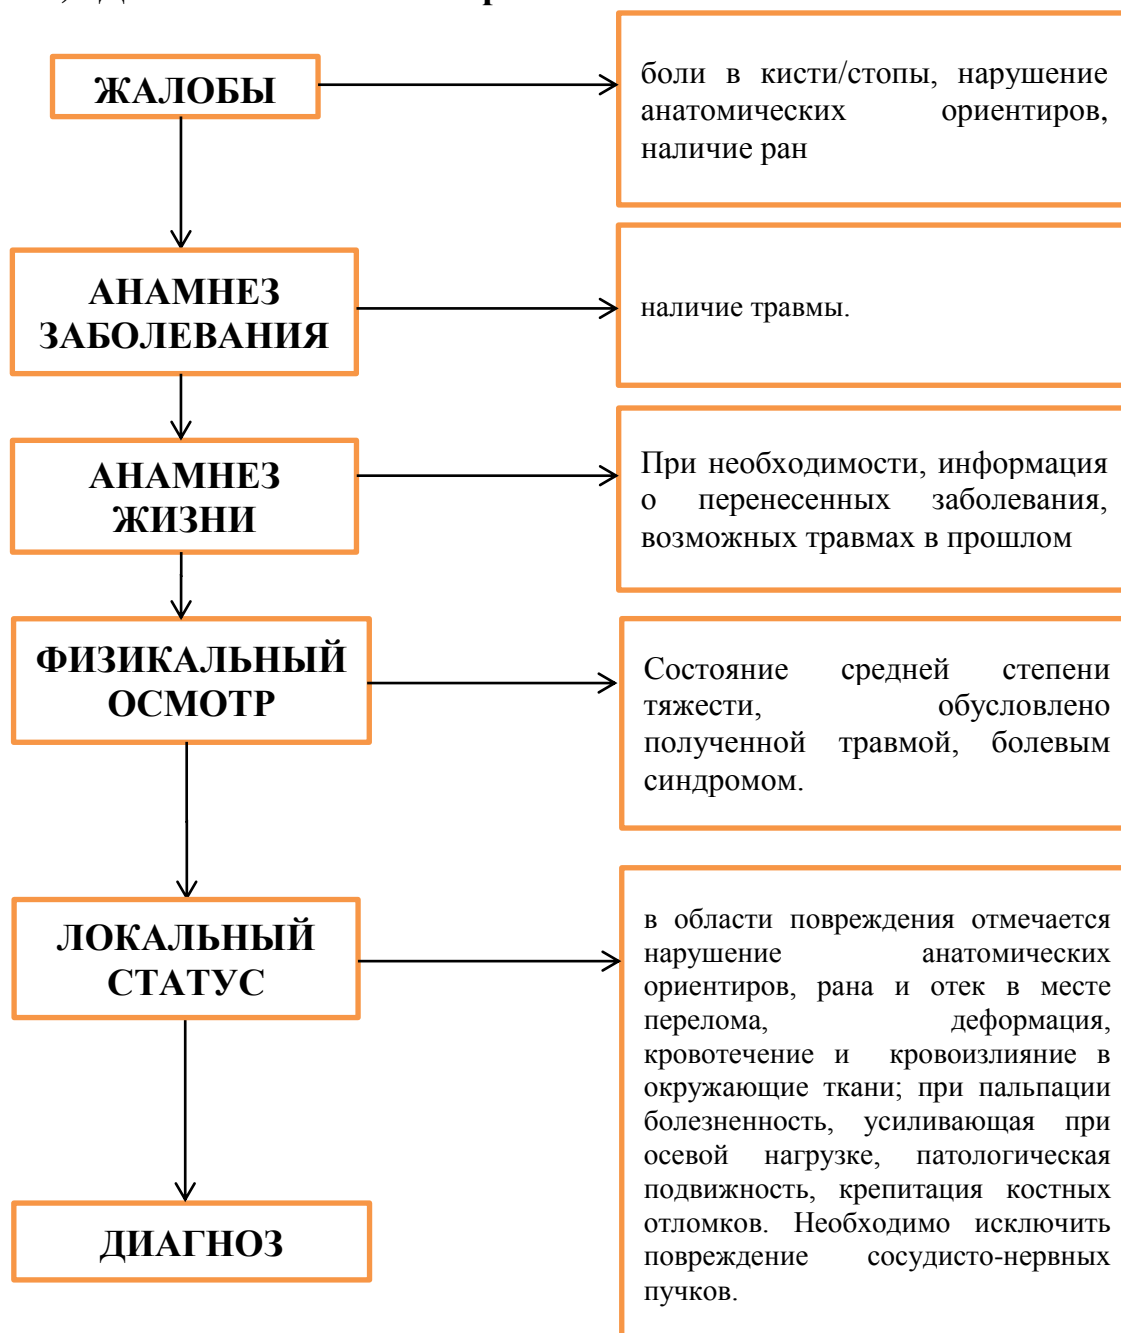 ЖАЛОБЫ
боли в кисти/стопы, нарушение
анатомических ориентиров,
наличие ран
АНАМНЕЗ
ЗАБОЛЕВАНИЯ
наличие травмы.
АНАМНЕЗ
ЖИЗНИ
При необходимости, информация
о перенесенных заболевания,
возможных травмах в прошлом
ФИЗИКАЛЬНЫЙ
ОСМОТР
Состояние средней степени
тяжести, обусловлено
полученной травмой, болевым
синдромом.
ЛОКАЛЬНЫЙ
СТАТУС
в области повреждения отмечается
нарушение анатомических
ориентиров, рана и отек в месте
перелома, деформация,
кровотечение и кровоизлияние в
окружающие ткани; при пальпации
болезненность, усиливающая при
осевой нагрузке, патологическая
подвижность, крепитация костных
отломков. Необходимо исключить
повреждение сосудисто-нервных
пучков.
ДИАГНОЗ